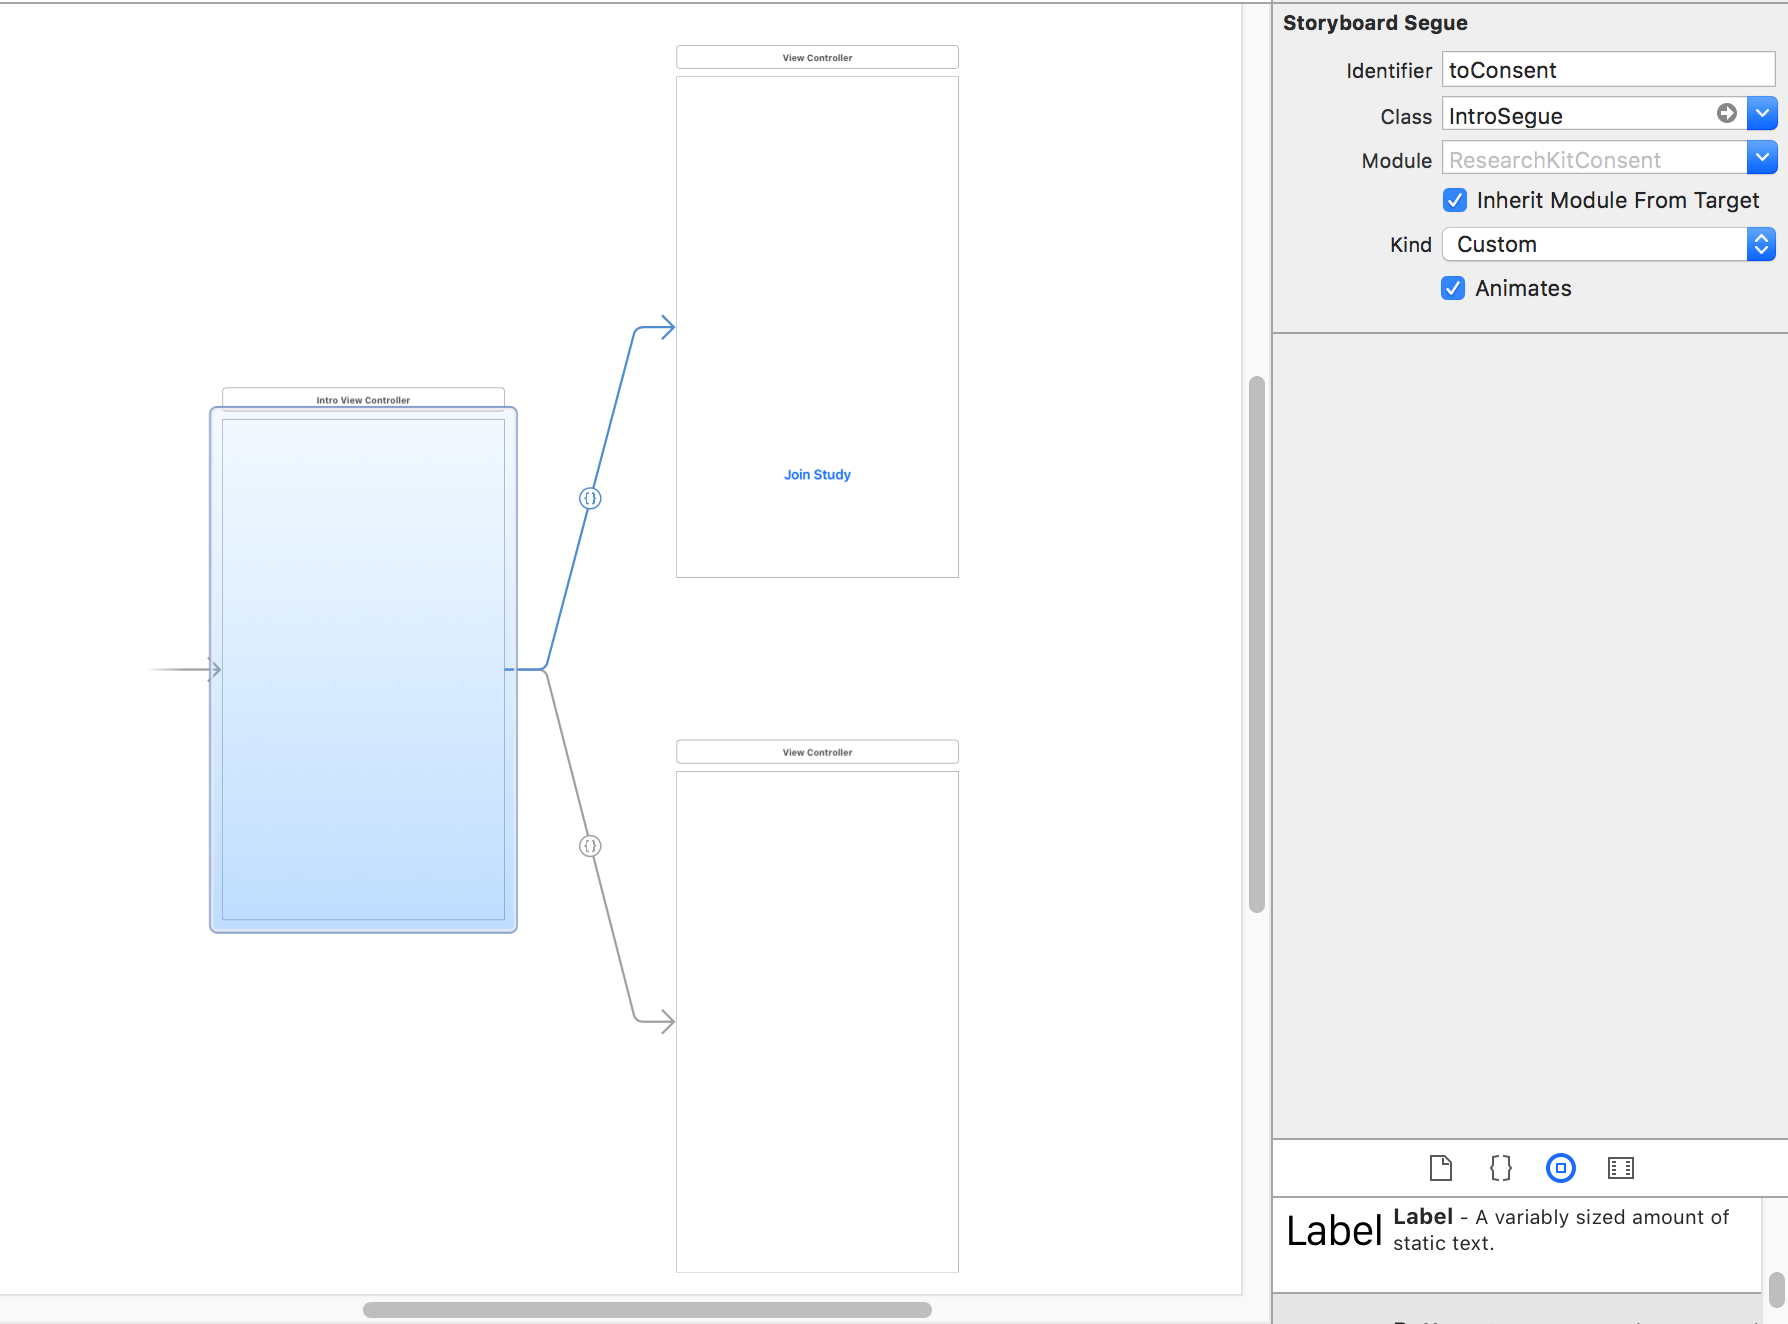 View Controller
Join Study
Intro View Controller
{}
{}
View Controller
Storyboard Segue
Identifier toConsent
Class IntroSegue
Module ResearchKitConsent
Inherit Module From Target
Kind Custom
Animates
{}
Label
Label - A variably sized amount of
static text.